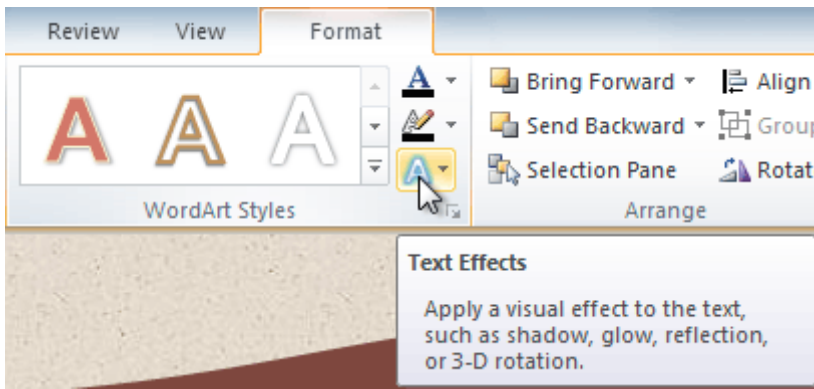 Review View Format
Bring Forward Align
Send Backward
Selection Pane
WordArt Styles Arrange
Text Effects
Apply a visual effect to the text,
such as shadow, glow, reflection,
or 3-D rotation.